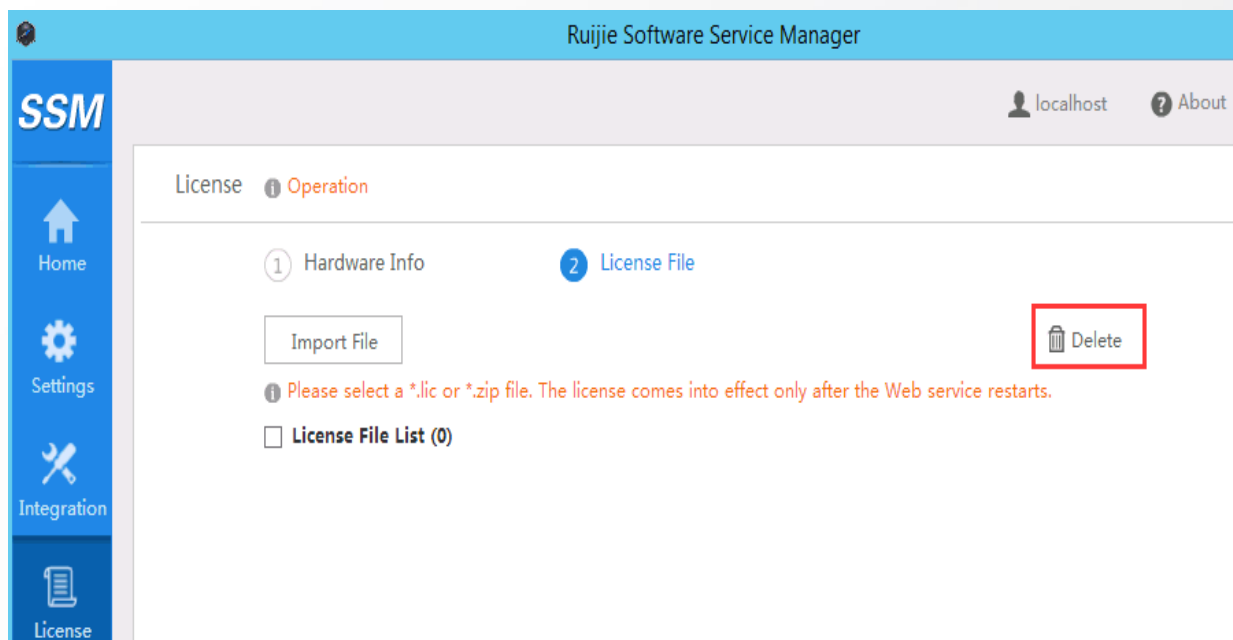 Ruijie Software Service Manager
SSM
localhost
? About
License
i Operation
Home
1 Hardware Info
2 License File
Import File
Delete
Settings
i Please select a *.lic or *.zip file. The license comes into effect only after the Web service restarts.
License File List (0)
Integration
License